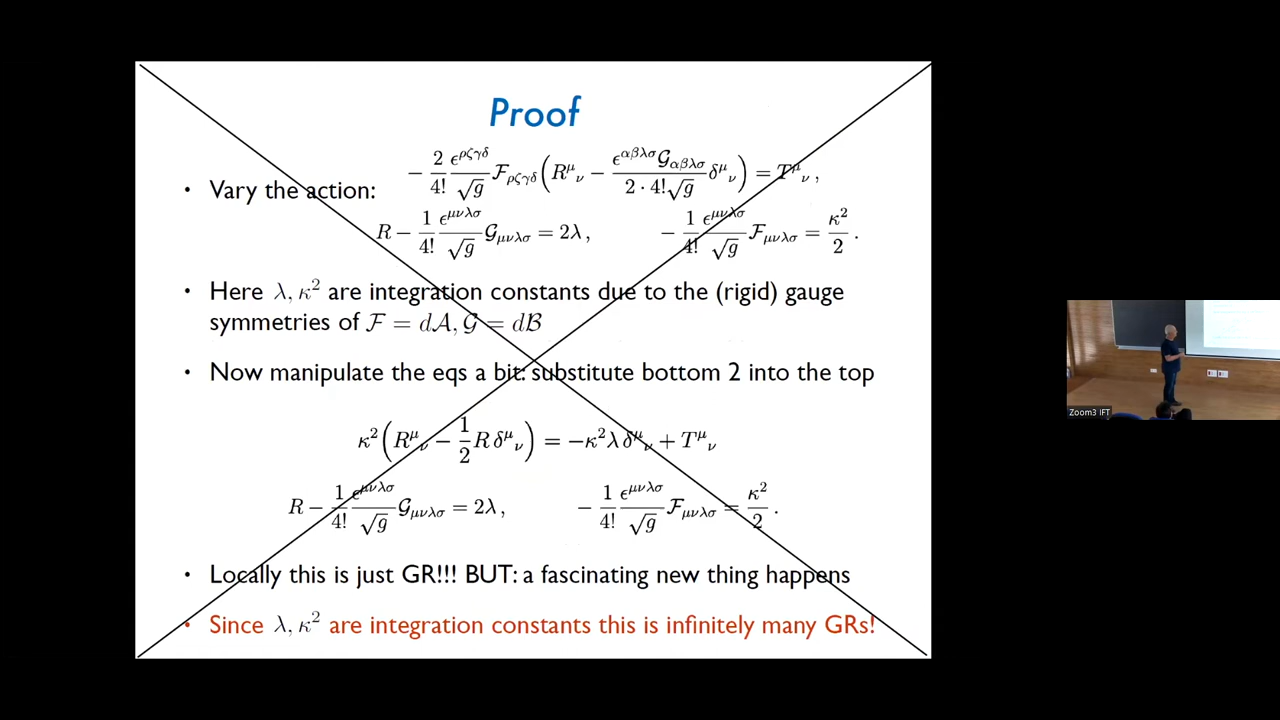 Proof
• Vary the action:
− 2/4! ϵ^{ρζγδ}/√g ℱ_{ρζγδ} ( R^μ_ν − ϵ^{αβλσ}𝒢_{αβλσ}/(2 · 4!√g) δ^μ_ν ) = T^μ_ν ,
R − 1/4! ϵ^{μνλσ}/√g 𝒢_{μνλσ} = 2λ , − 1/4! ϵ^{μνλσ}/√g ℱ_{μνλσ} = κ²/2 .
• Here λ, κ² are integration constants due to the (rigid) gauge
symmetries of ℱ = d𝒜, 𝒢 = dℬ
• Now manipulate the eqs a bit: substitute bottom 2 into the top
κ² ( R^μ_ν − 1/2 R δ^μ_ν ) = −κ²λ δ^μ_ν + T^μ_ν
R − 1/4! ϵ^{μνλσ}/√g 𝒢_{μνλσ} = 2λ , − 1/4! ϵ^{μνλσ}/√g ℱ_{μνλσ} = κ²/2 .
• Locally this is just GR!!! BUT: a fascinating new thing happens
• Since λ, κ² are integration constants this is infinitely many GRs!
Zoom3 IFT